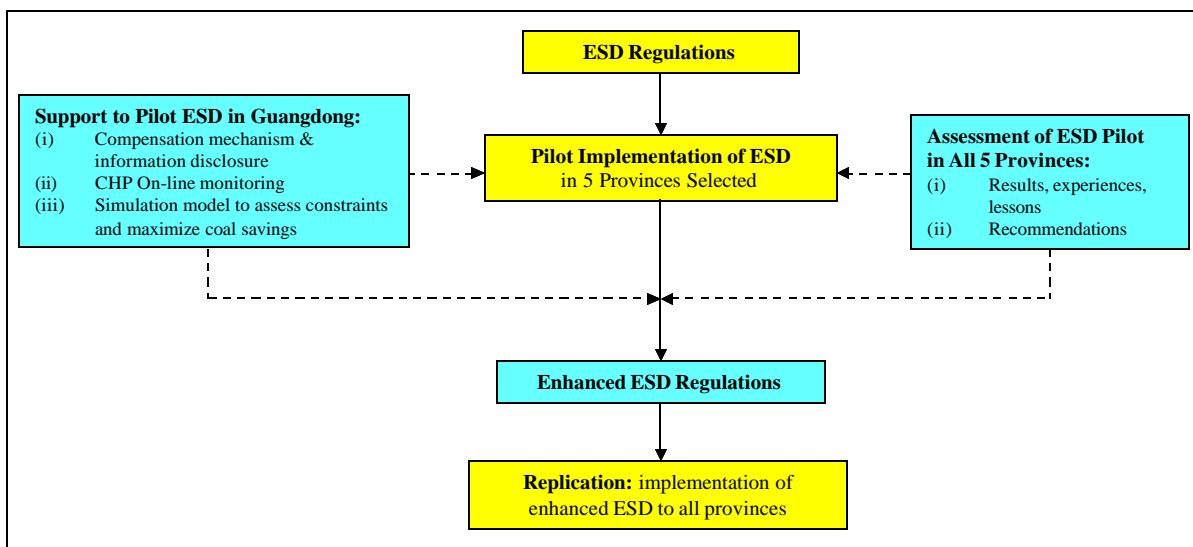 ESD Regulations
Support to Pilot ESD in Guangdong:
(i) Compensation mechanism &
information disclosure
(ii) CHP On-line monitoring
(iii) Simulation model to assess constraints
and maximize coal savings
Pilot Implementation of ESD
in 5 Provinces Selected
Assessment of ESD Pilot
in All 5 Provinces:
(i) Results, experiences,
lessons
(ii) Recommendations
Enhanced ESD Regulations
Replication: implementation of
enhanced ESD to all provinces